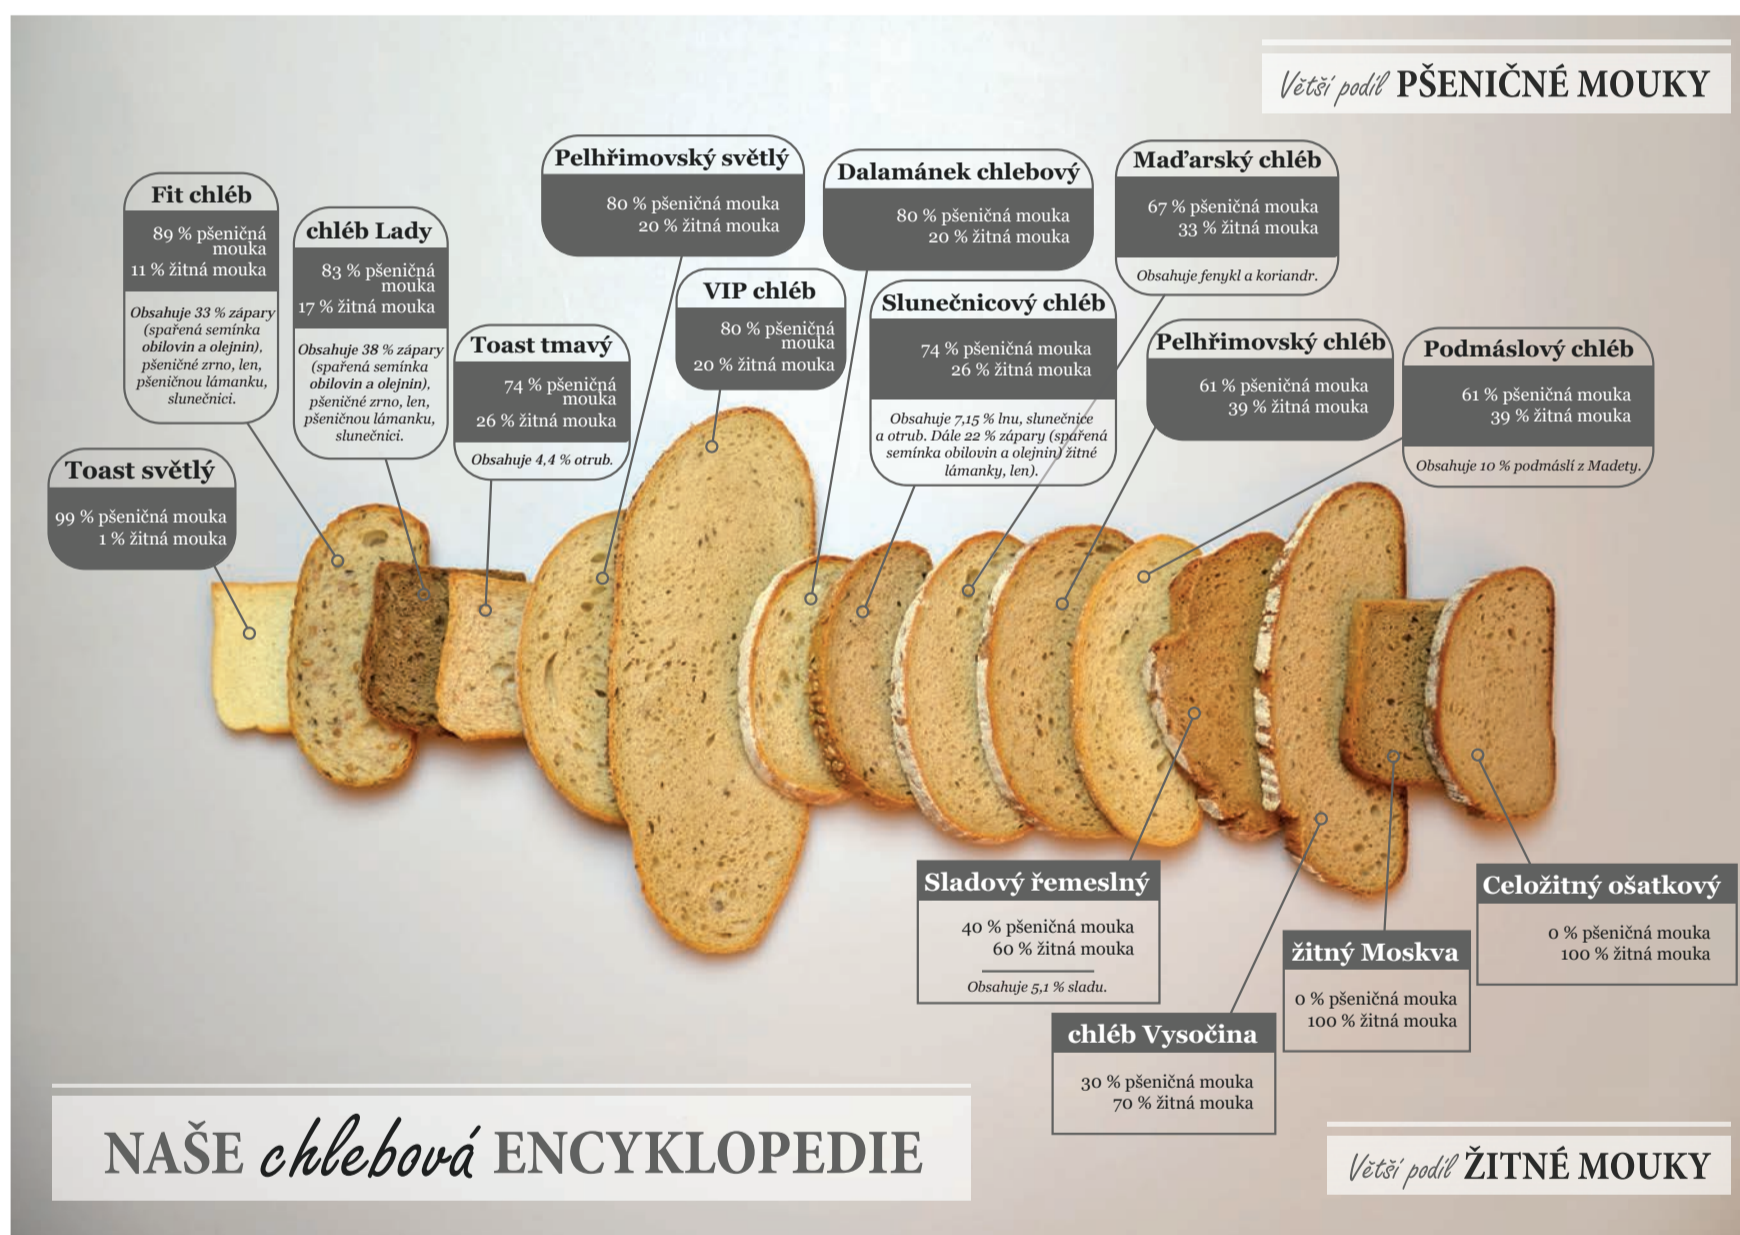 Větší podíl PŠENIČNÉ MOUKY
Pelhřimovský světlý
80 % pšeničná mouka
20 % žitná mouka
Dalamánek chlebový
80 % pšeničná mouka
20 % žitná mouka
Maďarský chléb
67 % pšeničná mouka
33 % žitná mouka
Obsahuje fenykl a koriandr.
Fit chléb
89 % pšeničná
mouka
11 % žitná mouka
Obsahuje 33 % zápary
(spařená semínka
obilovin a olejnin),
pšeničné zrno, len,
pšeničnou lámanku,
slunečnici.
chléb Lady
83 % pšeničná
mouka
17 % žitná mouka
Obsahuje 38 % zápary
(spařená semínka
obilovin a olejnin),
pšeničné zrno, len,
pšeničnou lámanku,
slunečnici.
Toast tmavý
74 % pšeničná
mouka
26 % žitná mouka
Obsahuje 4,4 % otrub.
VIP chléb
80 % pšeničná
mouka
20 % žitná mouka
Slunečnicový chléb
74 % pšeničná mouka
26 % žitná mouka
Obsahuje 7,15 % lnu, slunečnice
a otrub. Dále 22 % zápary (spařená
semínka obilovin a olejnin) žitné
lámanky, len).
Pelhřimovský chléb
61 % pšeničná mouka
39 % žitná mouka
Podmáslový chléb
61 % pšeničná mouka
39 % žitná mouka
Obsahuje 10 % podmáslí z Madety.
Toast světlý
99 % pšeničná mouka
1 % žitná mouka
Sladový řemeslný
40 % pšeničná mouka
60 % žitná mouka
Obsahuje 5,1 % sladu.
chléb Vysočina
30 % pšeničná mouka
70 % žitná mouka
žitný Moskva
0 % pšeničná mouka
100 % žitná mouka
Celožitný ošatkový
0 % pšeničná mouka
100 % žitná mouka
NAŠE chlebová ENCYKLOPEDIE
Větší podíl ŽITNÉ MOUKY